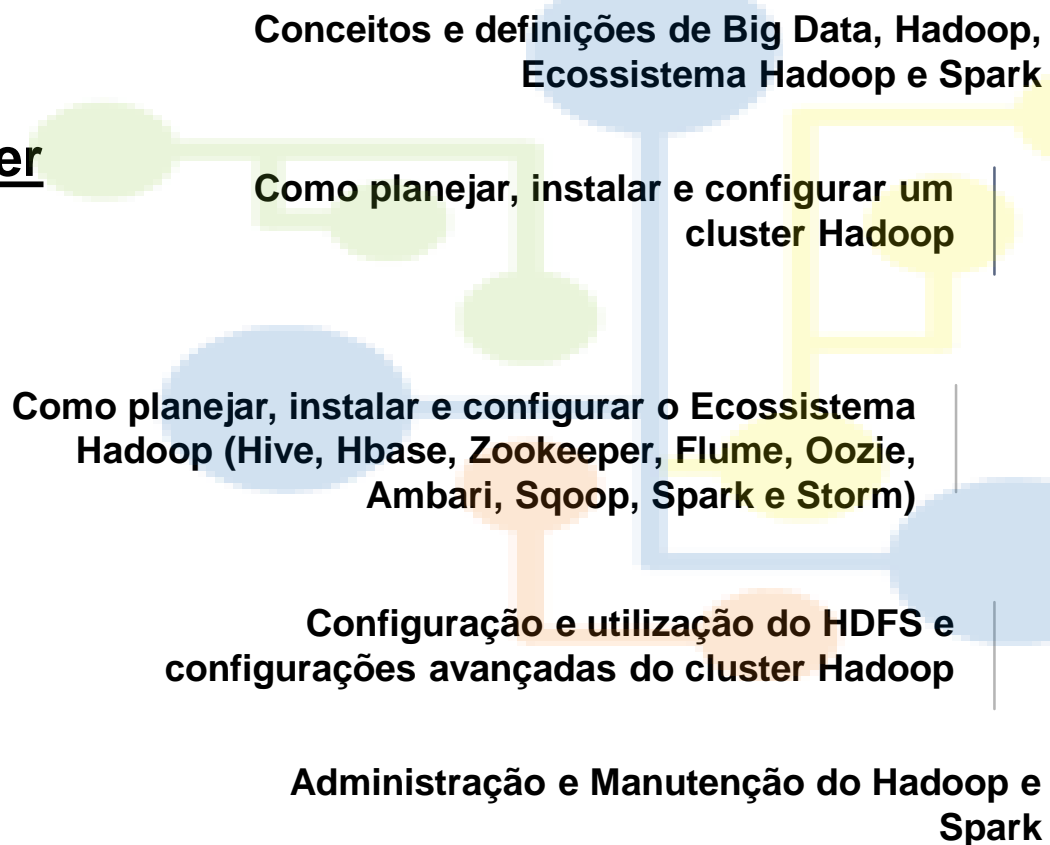 Conceitos e definições de Big Data, Hadoop,
Ecossistema Hadoop e Spark
er
Como planejar, instalar e configurar um
cluster Hadoop
Como planejar, instalar e configurar o Ecossistema
Hadoop (Hive, Hbase, Zookeeper, Flume, Oozie,
Ambari, Sqoop, Spark e Storm)
Configuração e utilização do HDFS e
configurações avançadas do cluster Hadoop
Administração e Manutenção do Hadoop e
Spark